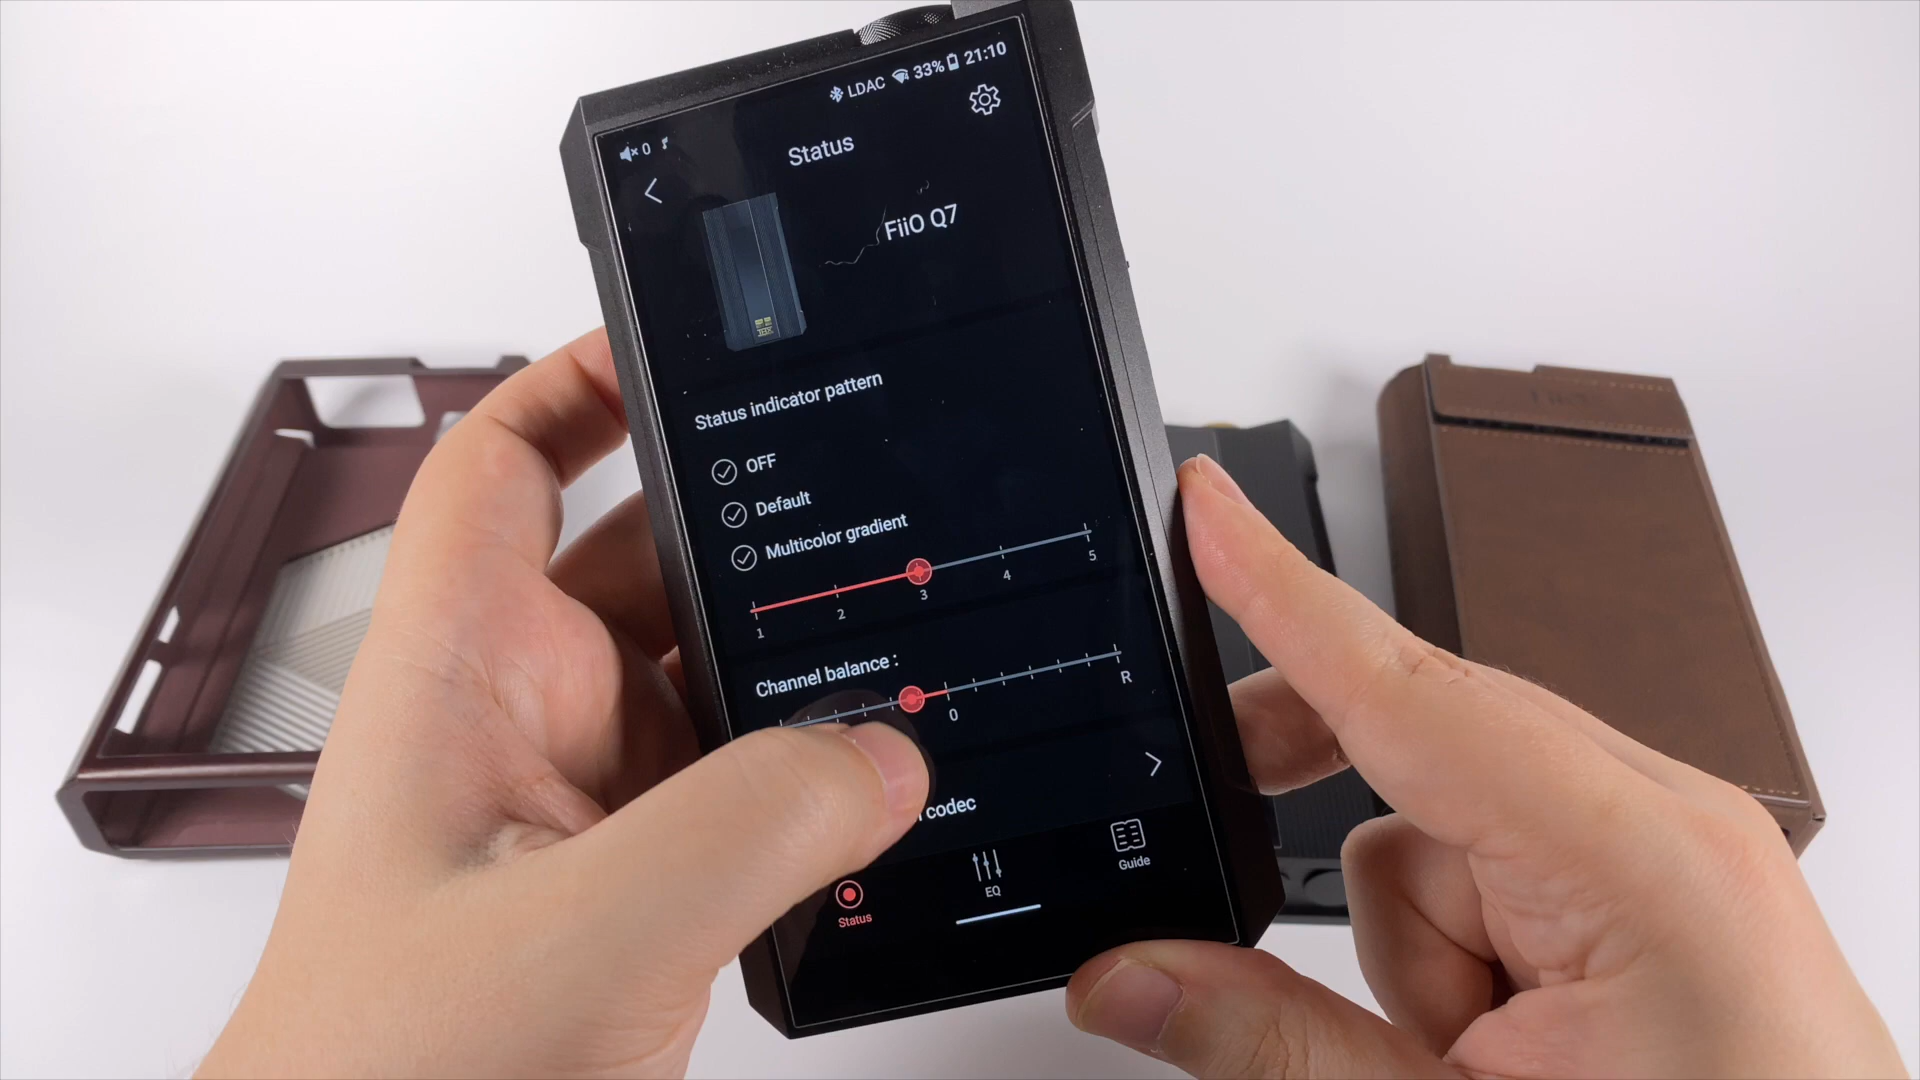 LDAC 33% 21:10
0
Status
FiiO Q7
Status indicator pattern
OFF
Default
Multicolor gradient
1 2 3 4 5
Channel balance :
0 R
codec
Status EQ Guide